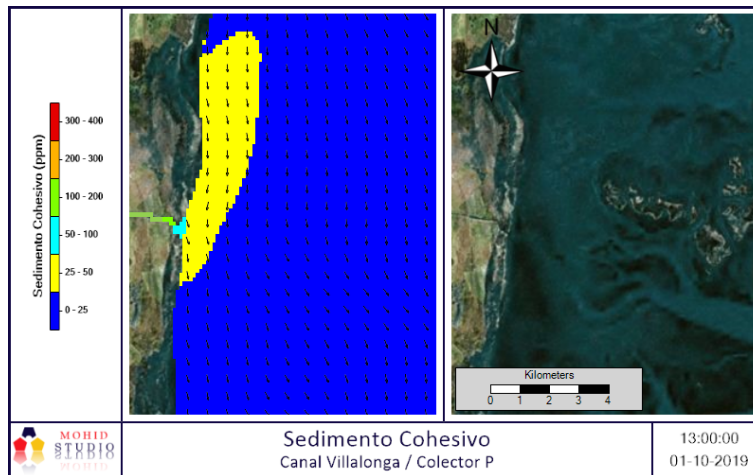 Sedimento Cohesivo (ppm)
300 - 400
200 - 300
100 - 200
50 - 100
25 - 50
0 - 25
N
Kilometers
0 1 2 3 4
MOHID
STUDIO
Sedimento Cohesivo
Canal Villalonga / Colector P
13:00:00
01-10-2019